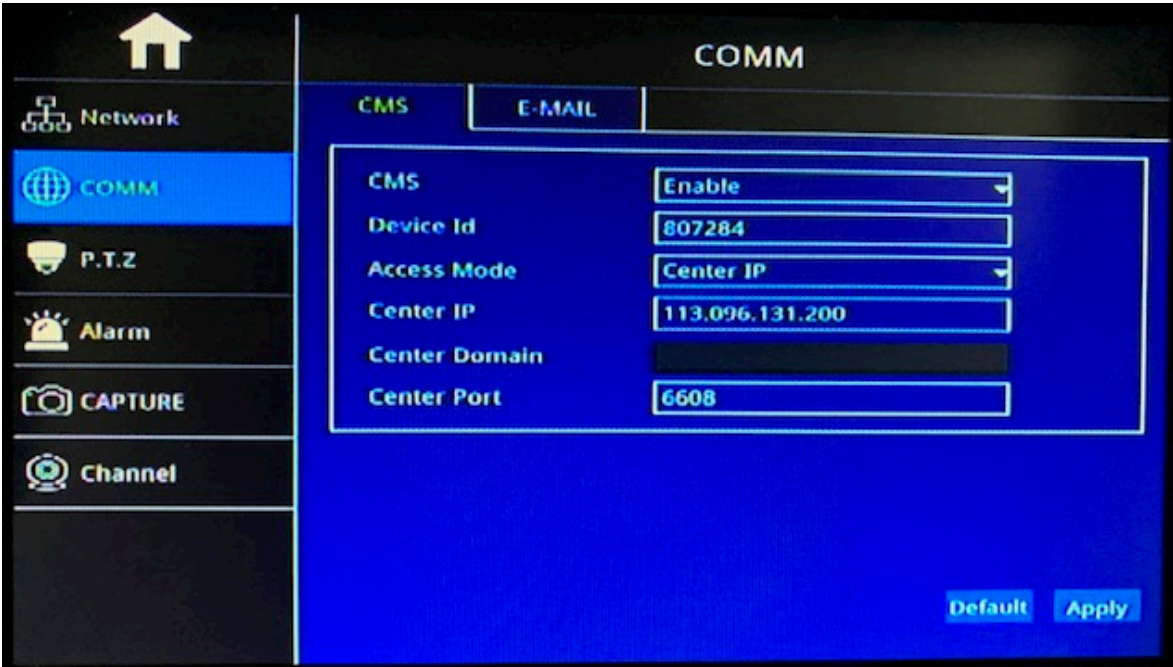 COMM
Network
COMM
P.T.Z
Alarm
CAPTURE
Channel
CMS
E-MAIL
CMS Enable
Device Id 807284
Access Mode Center IP
Center IP 113.096.131.200
Center Domain
Center Port 6608
Default Apply